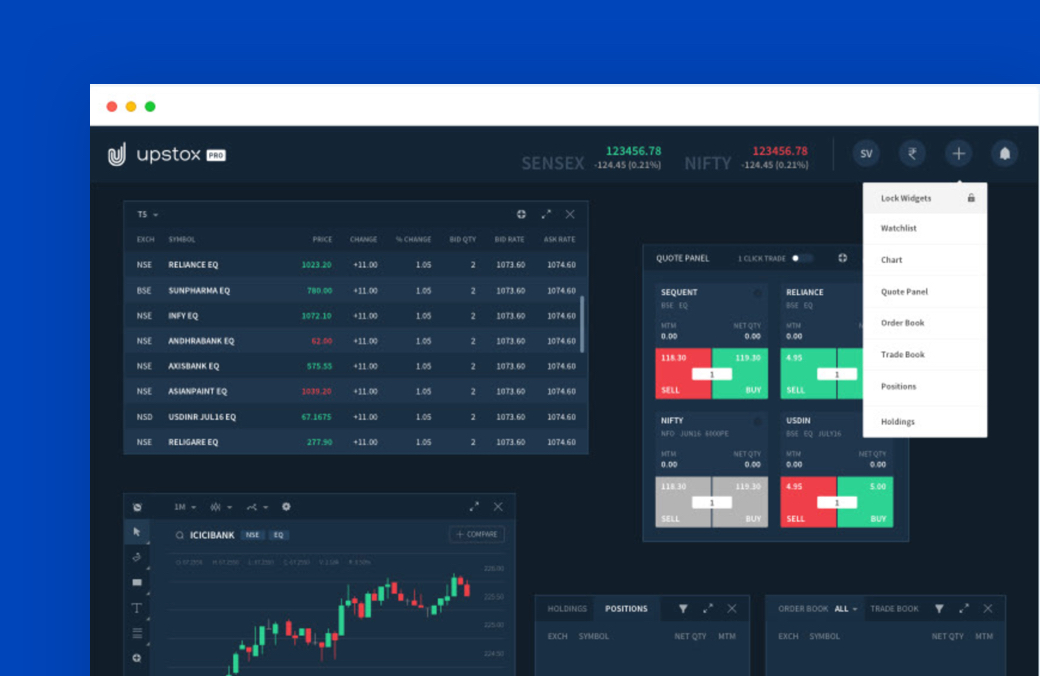 upstox PRO
SENSEX 123456.78
-124.45 (0.21%)
NIFTY 123456.78
-124.45 (0.21%)
SV ₹ +
Lock Widgets
Watchlist
Chart
Quote Panel
Order Book
Trade Book
Positions
Holdings
TS
EXCH SYMBOL PRICE CHANGE % CHANGE BID QTY BID RATE ASK RATE
NSE RELIANCE EQ 1023.20 +11.00 1.05 2 1073.60 1074.60
BSE SUNPHARMA EQ 780.00 +11.00 1.05 2 1073.60 1074.60
NSE INFY EQ 1072.10 +11.00 1.05 2 1073.60 1074.60
NSE ANDHRABANK EQ 62.00 +11.00 1.05 2 1073.60 1074.60
NSE AXISBANK EQ 575.55 +11.00 1.05 2 1073.60 1074.60
NSE ASIANPAINT EQ 1039.20 +11.00 1.05 2 1073.60 1074.60
NSD USDINR JUL16 EQ 67.1675 +11.00 1.05 2 1073.60 1074.60
NSE RELIGARE EQ 277.90 +11.00 1.05 2 1073.60 1074.60
QUOTE PANEL 1 CLICK TRADE
SEQUENT
BSE EQ
MTM NET QTY
0.00 0.00
118.30 119.30
1
SELL BUY
RELIANCE
BSE EQ
MTM
0.00
4.95
1
SELL
NIFTY
NFO JUN16 6000PE
MTM NET QTY
0.00 0.00
118.30 119.30
1
SELL BUY
USDIN
BSE EQ JULY16
MTM NET QTY
0.00 0.00
4.95 5.00
1
SELL BUY
1M
ICICIBANK NSE EQ + COMPARE
226.00
225.50
225.00
224.50
T
HOLDINGS POSITIONS
EXCH SYMBOL NET QTY MTM
ORDER BOOK ALL TRADE BOOK
EXCH SYMBOL NET QTY MTM